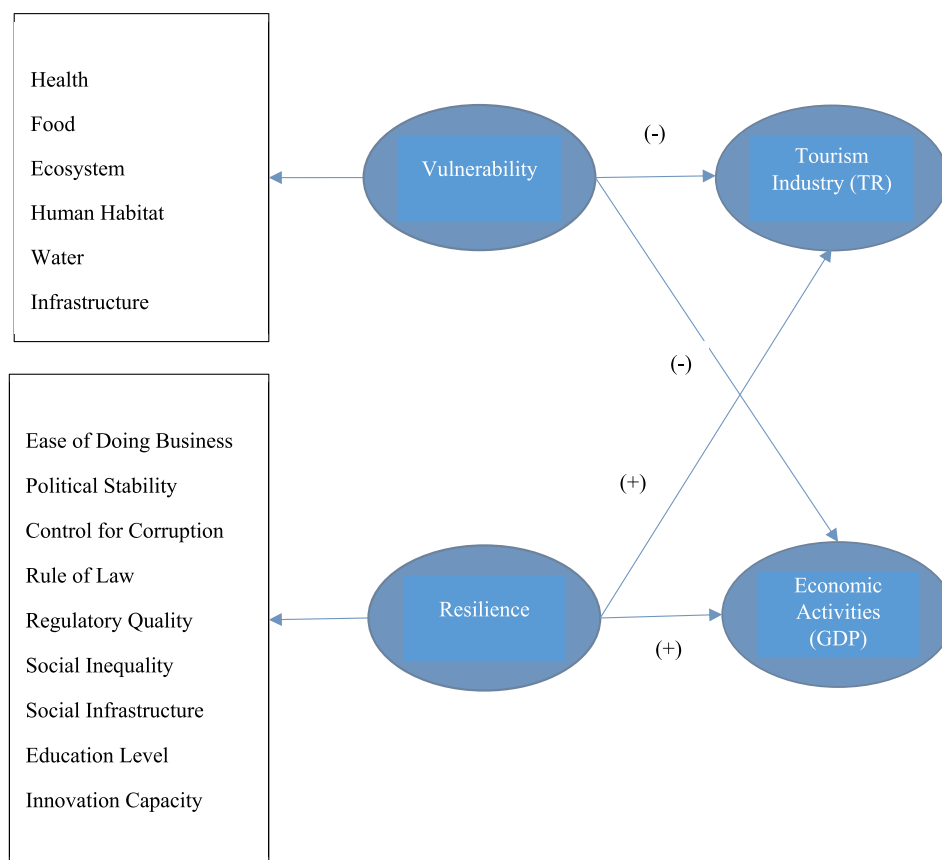 Health
Food
Ecosystem
Human Habitat
Water
Infrastructure
Vulnerability
(-)
Tourism
Industry (TR)
(-)
(+)
Ease of Doing Business
Political Stability
Control for Corruption
Rule of Law
Regulatory Quality
Social Inequality
Social Infrastructure
Education Level
Innovation Capacity
Resilience
(+)
Economic
Activities
(GDP)